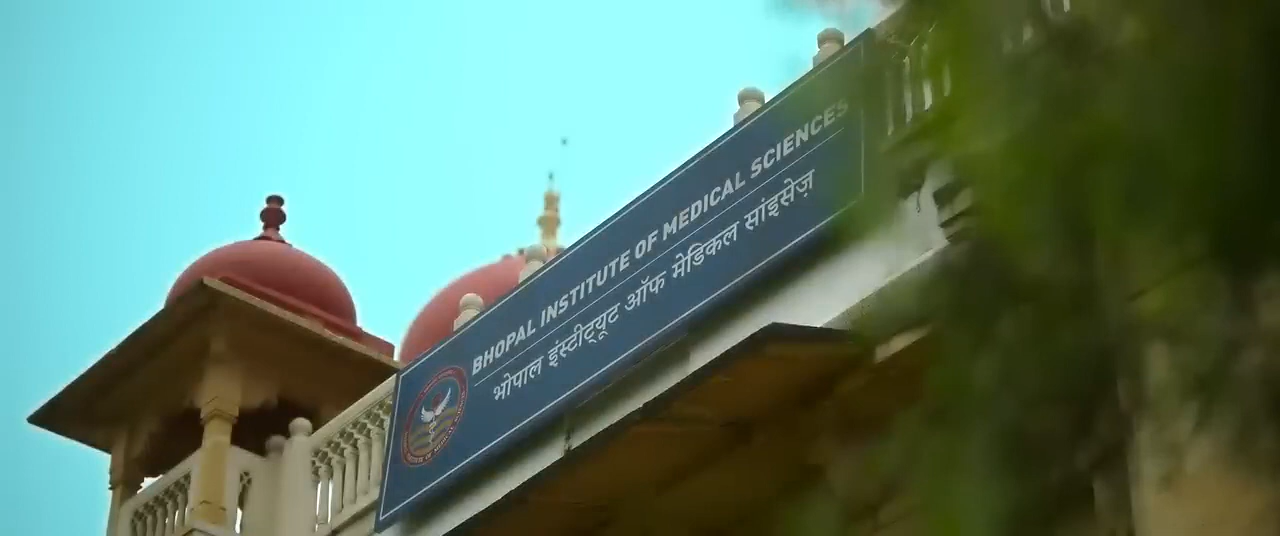 BHOPAL INSTITUTE OF MEDICAL SCIENCES
भोपाल इंस्टीट्यूट ऑफ मेडिकल सांइसेज़